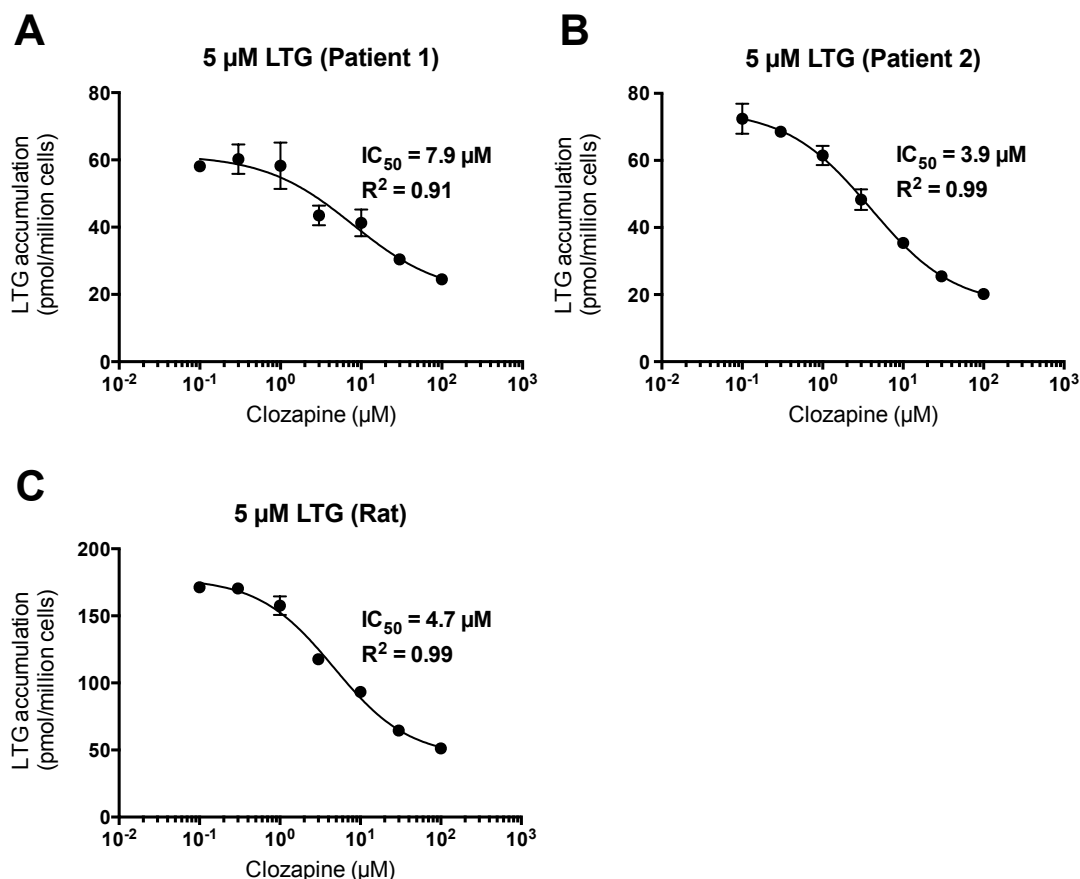 A
5 µM LTG (Patient 1)
LTG accumulation
(pmol/million cells)
80
60
40
20
0
IC50 = 7.9 µM
R² = 0.91
10⁻² 10⁻¹ 10⁰ 10¹ 10² 10³
Clozapine (µM)
B
5 µM LTG (Patient 2)
LTG accumulation
(pmol/million cells)
80
60
40
20
0
IC50 = 3.9 µM
R² = 0.99
10⁻² 10⁻¹ 10⁰ 10¹ 10² 10³
Clozapine (µM)
C
5 µM LTG (Rat)
LTG accumulation
(pmol/million cells)
200
150
100
50
0
IC50 = 4.7 µM
R² = 0.99
10⁻² 10⁻¹ 10⁰ 10¹ 10² 10³
Clozapine (µM)